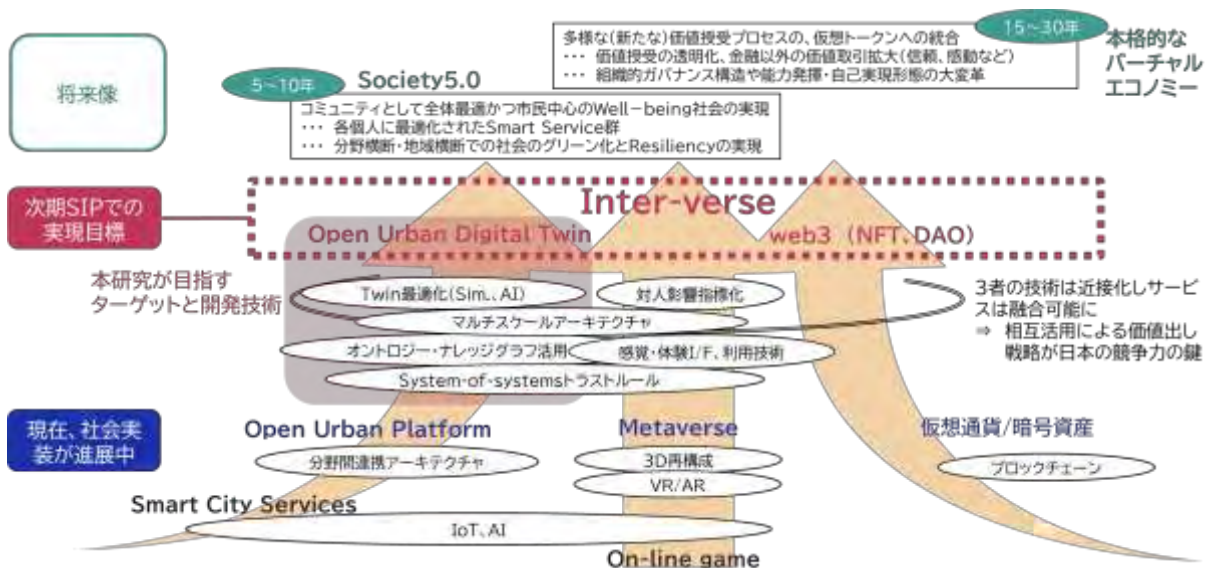 将来像
5～10年
Society5.0
コミュニティとして全体最適かつ市民中心のWell－being社会の実現
･･･ 各個人に最適化されたSmart Service群
･･･ 分野横断・地域横断での社会のグリーン化とResiliencyの実現
15～30年
多様な(新たな)価値授受プロセスの、仮想トークンへの統合
･･･ 価値授受の透明化、金融以外の価値取引拡大(信頼、感動など)
･･･ 組織的ガバナンス構造や能力発揮・自己実現形態の大変革
本格的な
バーチャル
エコノミー
次期SIPでの
実現目標
Inter-verse
Open Urban Digital Twin
web3 （NFT、DAO）
本研究が目指す
ターゲットと開発技術
Twin最適化(Sim.、AI)
対人影響指標化
マルチスケールアーキテクチャ
オントロジー・ナレッジグラフ活用
感覚・体験I/F、利用技術
System-of-systemsトラストルール
3者の技術は近接化しサービ
スは融合可能に
⇒ 相互活用による価値出し
戦略が日本の競争力の鍵
現在、社会実
装が進展中
Open Urban Platform
分野間連携アーキテクチャ
Metaverse
3D再構成
VR/AR
仮想通貨/暗号資産
ブロックチェーン
Smart City Services
IoT、AI
On-line game